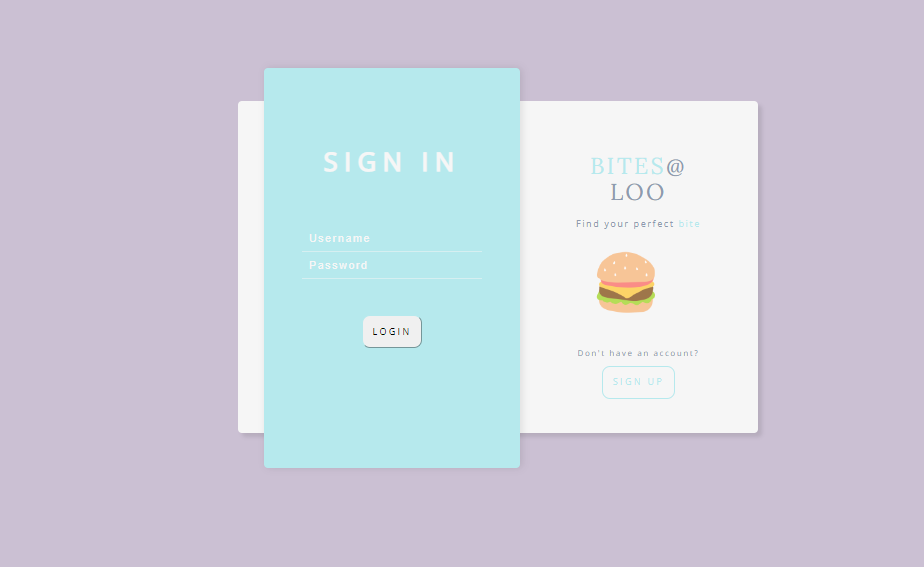 SIGN IN
Username
Password
LOGIN
BITES@
LOO
Find your perfect bite
Don't have an account?
SIGN UP